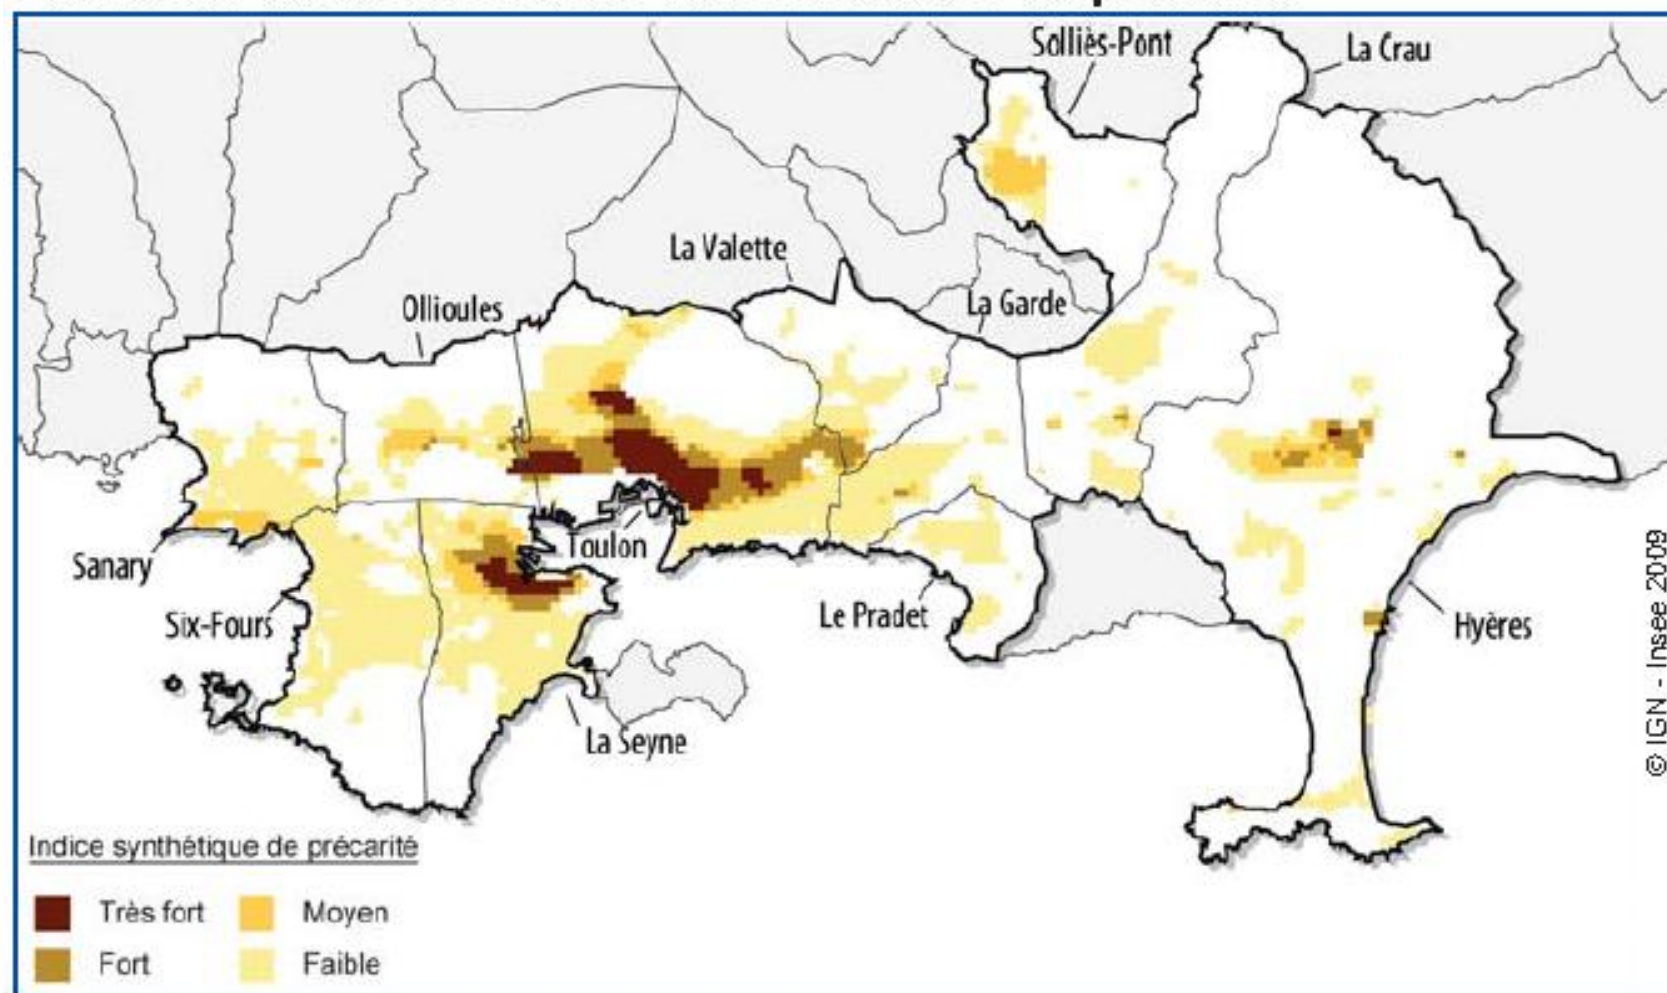 Solliès-Pont
La Crau
La Valette
Ollioules
La Garde
Toulon
Sanary
Six-Fours
Le Pradet
Hyères
La Seyne
© IGN - Insee 2009
Indice synthétique de précarité
Très fort
Moyen
Fort
Faible